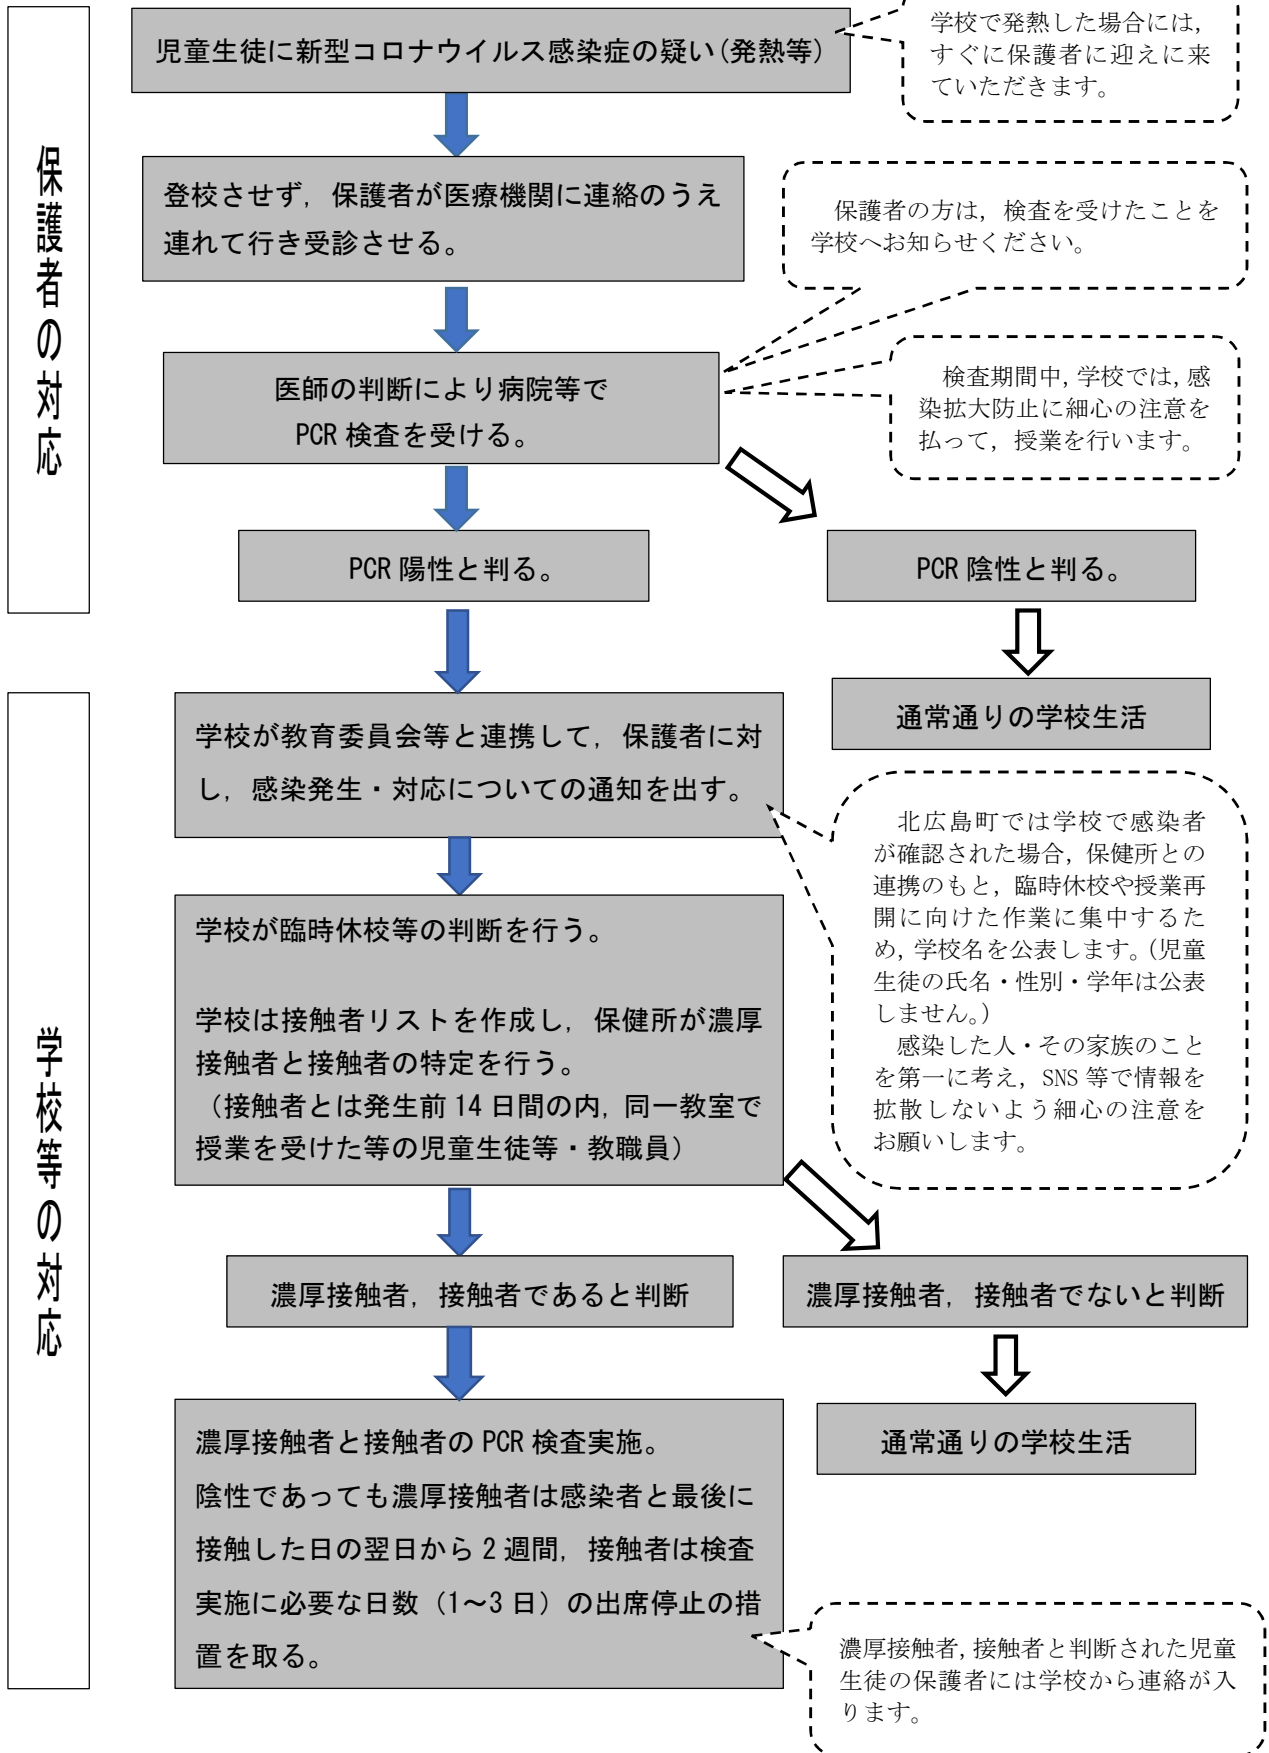 保護者の対応
児童生徒に新型コロナウイルス感染症の疑い(発熱等)
学校で発熱した場合には,
すぐに保護者に迎えに来
ていただきます。
登校させず，保護者が医療機関に連絡のうえ
連れて行き受診させる。
保護者の方は，検査を受けたことを
学校へお知らせください。
医師の判断により病院等で
PCR 検査を受ける。
検査期間中,学校では,感
染拡大防止に細心の注意を
払って，授業を行います。
PCR 陽性と判る。
PCR 陰性と判る。
通常通りの学校生活
学校等の対応
学校が教育委員会等と連携して，保護者に対
し，感染発生・対応についての通知を出す。
北広島町では学校で感染者
が確認された場合,保健所との
連携のもと，臨時休校や授業再
開に向けた作業に集中するた
め,学校名を公表します。(児童
生徒の氏名・性別・学年は公表
しません。)
感染した人・その家族のこと
を第一に考え，SNS 等で情報を
拡散しないよう細心の注意を
お願いします。
学校が臨時休校等の判断を行う。
学校は接触者リストを作成し，保健所が濃厚
接触者と接触者の特定を行う。
（接触者とは発生前 14 日間の内，同一教室で
授業を受けた等の児童生徒等・教職員）
濃厚接触者，接触者であると判断
濃厚接触者，接触者でないと判断
通常通りの学校生活
濃厚接触者と接触者の PCR 検査実施。
陰性であっても濃厚接触者は感染者と最後に
接触した日の翌日から 2 週間，接触者は検査
実施に必要な日数（1～3 日）の出席停止の措
置を取る。
濃厚接触者,接触者と判断された児童
生徒の保護者には学校から連絡が入
ります。